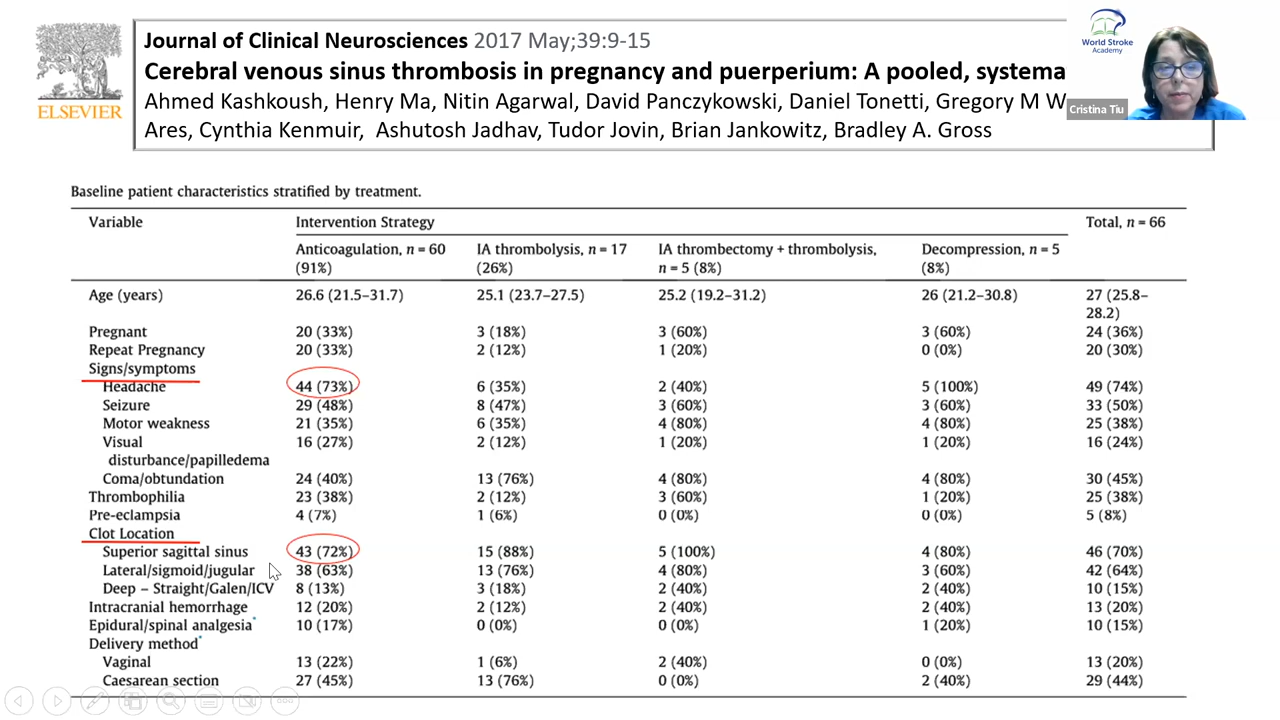 Journal of Clinical Neurosciences 2017 May;39:9-15
Cerebral venous sinus thrombosis in pregnancy and puerperium: A pooled, systema
Ahmed Kashkoush, Henry Ma, Nitin Agarwal, David Panczykowski, Daniel Tonetti, Gregory M W
Ares, Cynthia Kenmuir, Ashutosh Jadhav, Tudor Jovin, Brian Jankowitz, Bradley A. Gross
ELSEVIER
World Stroke
Academy
Cristina Tiu
Baseline patient characteristics stratified by treatment.
Variable Intervention Strategy Total, n = 66
Anticoagulation, n = 60 IA thrombolysis, n = 17 IA thrombectomy + thrombolysis, Decompression, n = 5
(91%) (26%) n = 5 (8%) (8%)
Age (years) 26.6 (21.5–31.7) 25.1 (23.7–27.5) 25.2 (19.2–31.2) 26 (21.2–30.8) 27 (25.8–
28.2)
Pregnant 20 (33%) 3 (18%) 3 (60%) 3 (60%) 24 (36%)
Repeat Pregnancy 20 (33%) 2 (12%) 1 (20%) 0 (0%) 20 (30%)
Signs/symptoms
Headache 44 (73%) 6 (35%) 2 (40%) 5 (100%) 49 (74%)
Seizure 29 (48%) 8 (47%) 3 (60%) 3 (60%) 33 (50%)
Motor weakness 21 (35%) 6 (35%) 4 (80%) 4 (80%) 25 (38%)
Visual 16 (27%) 2 (12%) 1 (20%) 1 (20%) 16 (24%)
disturbance/papilledema
Coma/obtundation 24 (40%) 13 (76%) 4 (80%) 4 (80%) 30 (45%)
Thrombophilia 23 (38%) 2 (12%) 3 (60%) 1 (20%) 25 (38%)
Pre-eclampsia 4 (7%) 1 (6%) 0 (0%) 0 (0%) 5 (8%)
Clot Location
Superior sagittal sinus 43 (72%) 15 (88%) 5 (100%) 4 (80%) 46 (70%)
Lateral/sigmoid/jugular 38 (63%) 13 (76%) 4 (80%) 3 (60%) 42 (64%)
Deep – Straight/Galen/ICV 8 (13%) 3 (18%) 2 (40%) 2 (40%) 10 (15%)
Intracranial hemorrhage 12 (20%) 2 (12%) 2 (40%) 2 (40%) 13 (20%)
Epidural/spinal analgesia* 10 (17%) 0 (0%) 0 (0%) 1 (20%) 10 (15%)
Delivery method*
Vaginal 13 (22%) 1 (6%) 2 (40%) 0 (0%) 13 (20%)
Caesarean section 27 (45%) 13 (76%) 0 (0%) 2 (40%) 29 (44%)